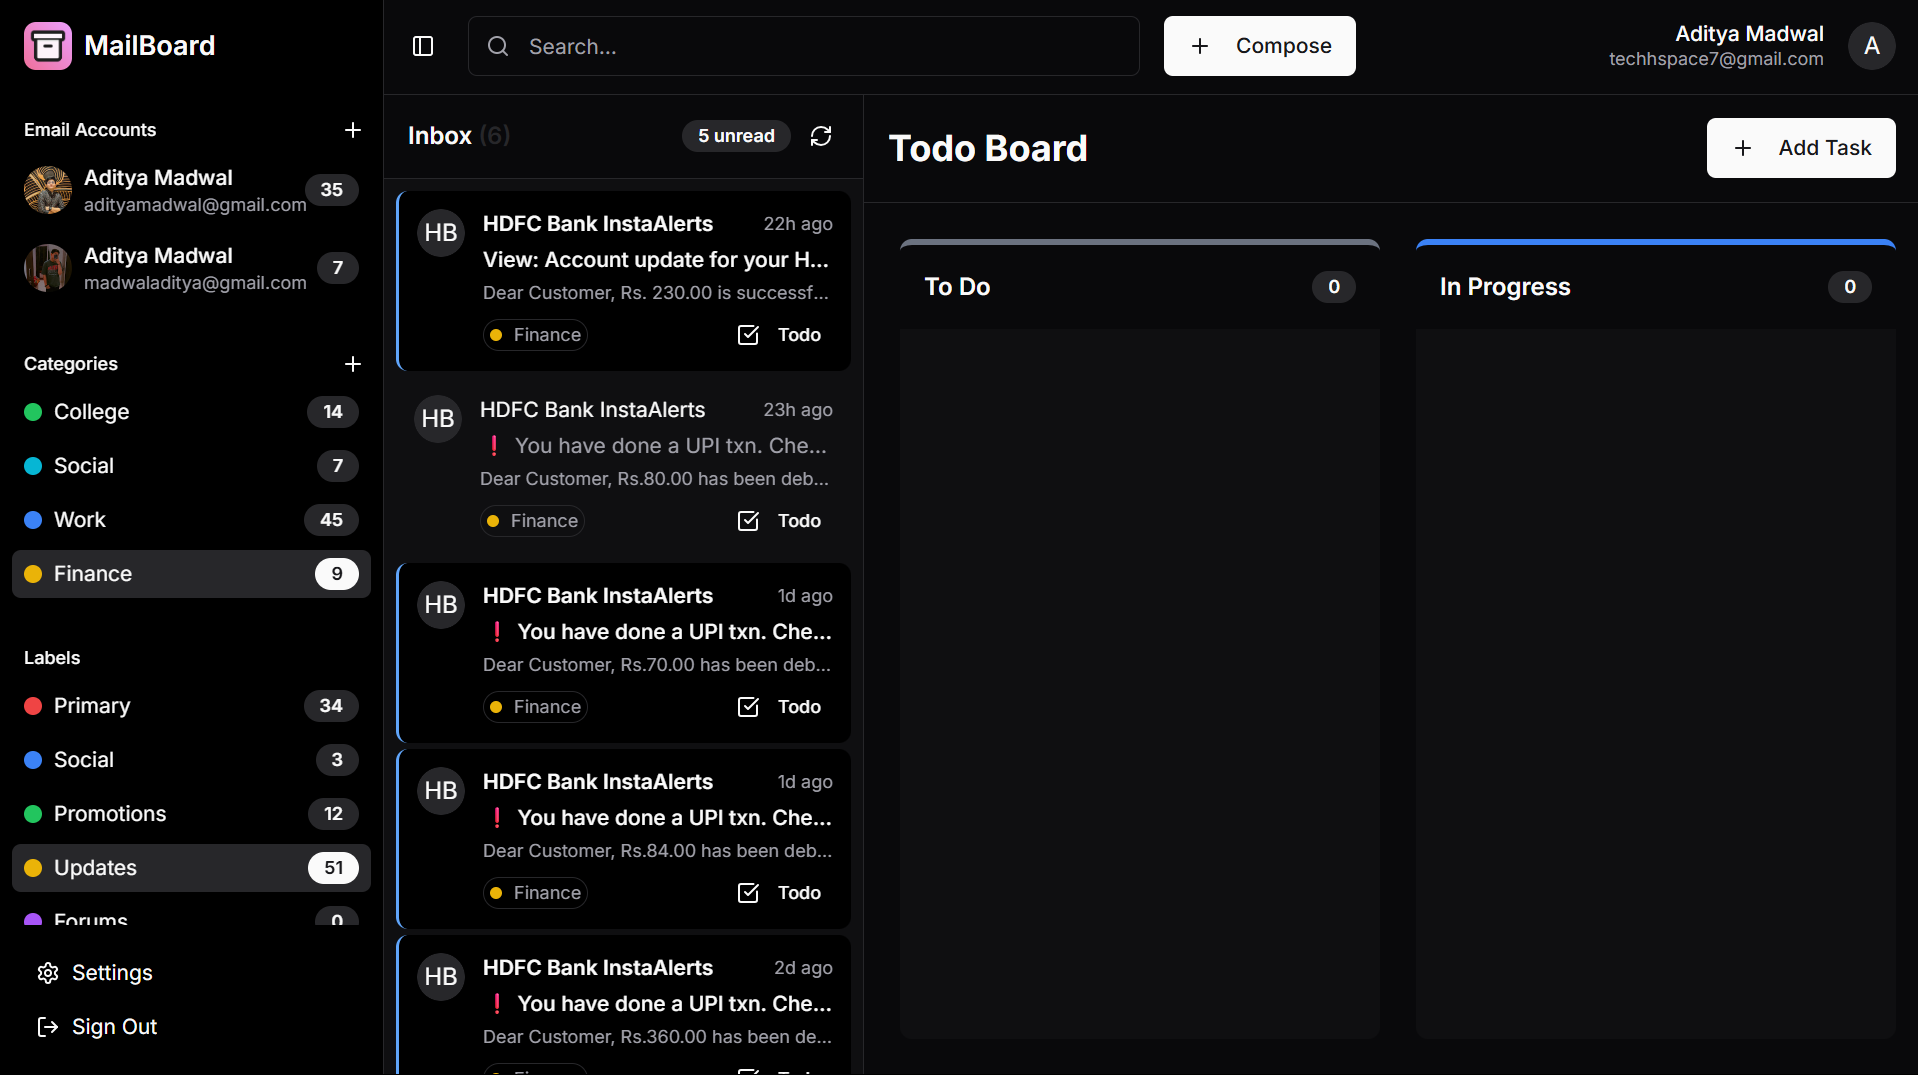 MailBoard
Search...
Compose
Aditya Madwal
techhspace7@gmail.com
A
Email Accounts
Aditya Madwal
adityamadwal@gmail.com
35
Aditya Madwal
madwaladitya@gmail.com
7
Categories
College 14
Social 7
Work 45
Finance 9
Labels
Primary 34
Social 3
Promotions 12
Updates 51
Forums 0
Settings
Sign Out
Inbox (6)
5 unread
HB
HDFC Bank InstaAlerts 22h ago
View: Account update for your H...
Dear Customer, Rs. 230.00 is successf...
Finance Todo
HB
HDFC Bank InstaAlerts 23h ago
❗ You have done a UPI txn. Che...
Dear Customer, Rs.80.00 has been deb...
Finance Todo
HB
HDFC Bank InstaAlerts 1d ago
❗ You have done a UPI txn. Che...
Dear Customer, Rs.70.00 has been deb...
Finance Todo
HB
HDFC Bank InstaAlerts 1d ago
❗ You have done a UPI txn. Che...
Dear Customer, Rs.84.00 has been deb...
Finance Todo
HB
HDFC Bank InstaAlerts 2d ago
❗ You have done a UPI txn. Che...
Dear Customer, Rs.360.00 has been de...
Todo Board
Add Task
To Do 0
In Progress 0